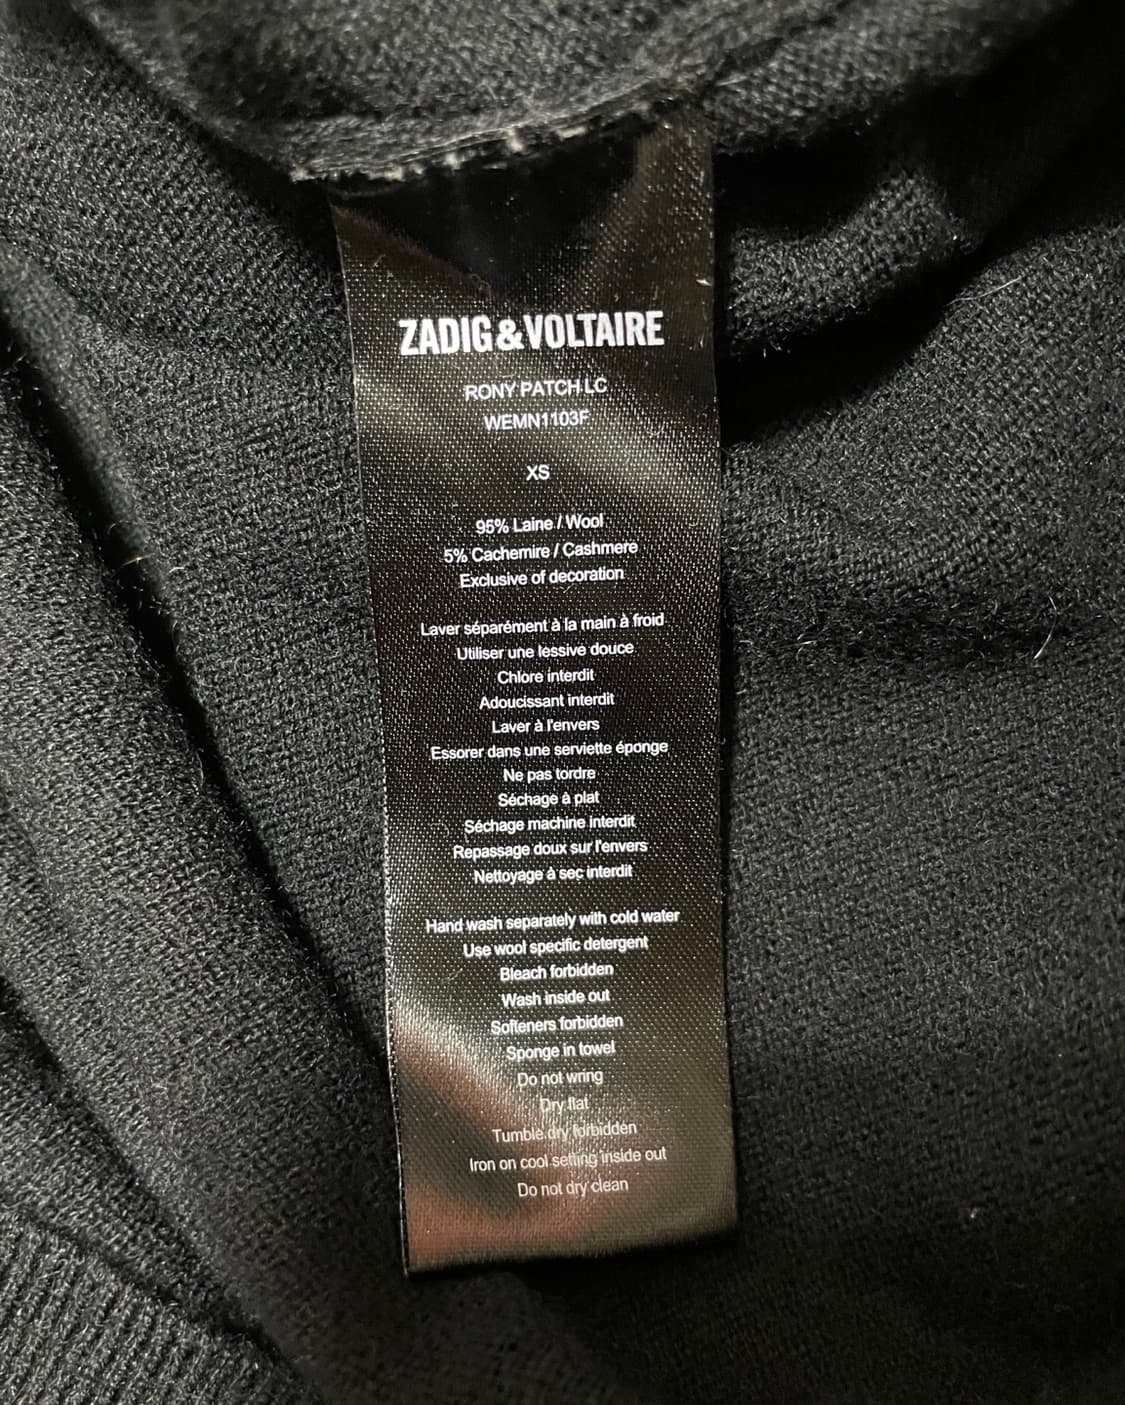 ZADIG&VOLTAIRE
RONY PATCH LC
WEMN1103F
XS
95% Laine / Wool
5% Cachemire / Cashmere
Exclusive of decoration
Laver séparément à la main à froid
Utiliser une lessive douce
Chlore interdit
Adoucissant interdit
Laver à l'envers
Essorer dans une serviette éponge
Ne pas tordre
Séchage à plat
Séchage machine interdit
Repassage doux sur l'envers
Nettoyage à sec interdit
Hand wash separately with cold water
Use wool specific detergent
Bleach forbidden
Wash inside out
Softeners forbidden
Sponge in towel
Do not wring
Dry flat
Tumble dry forbidden
Iron on cool setting inside out
Do not dry clean